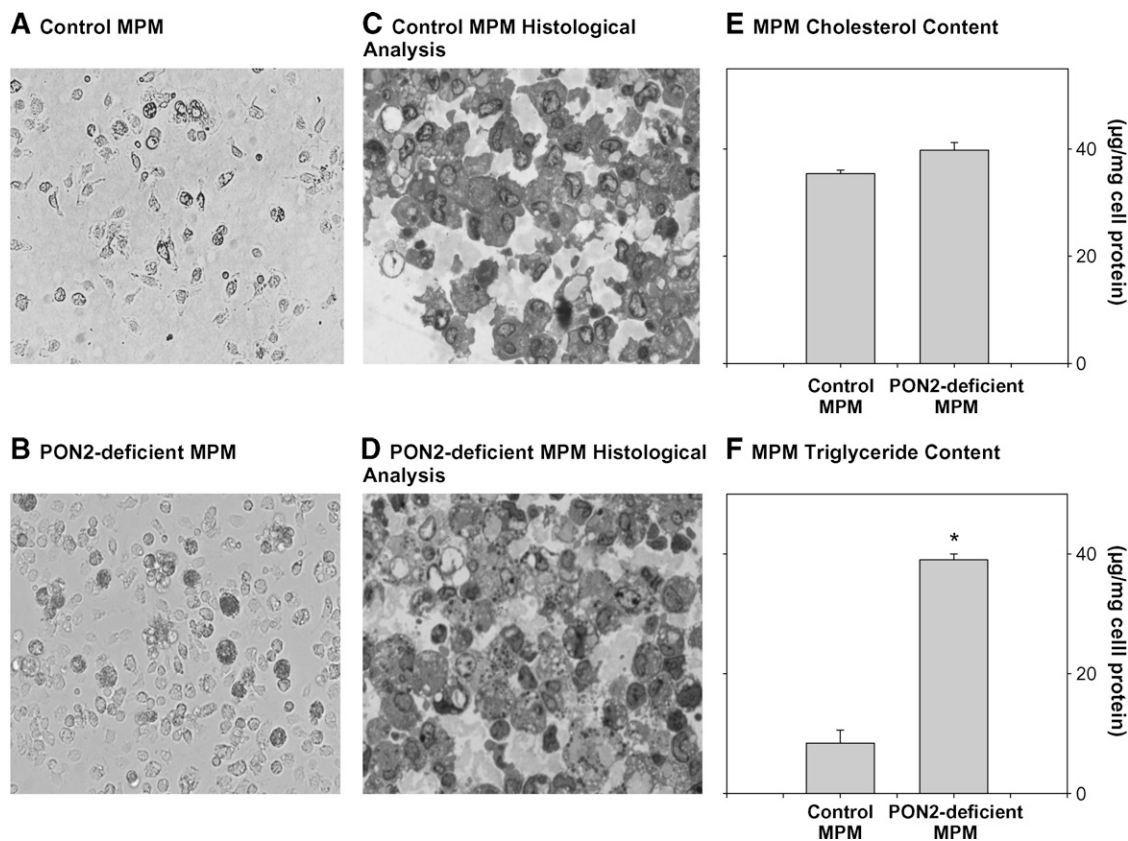 A Control MPM
C Control MPM Histological
Analysis
E MPM Cholesterol Content
40
20
0
(µg/mg cell protein)
Control
MPM
PON2-deficient
MPM
B PON2-deficient MPM
D PON2-deficient MPM Histological
Analysis
F MPM Triglyceride Content
*
40
20
0
(µg/mg celll protein)
Control
MPM
PON2-deficient
MPM